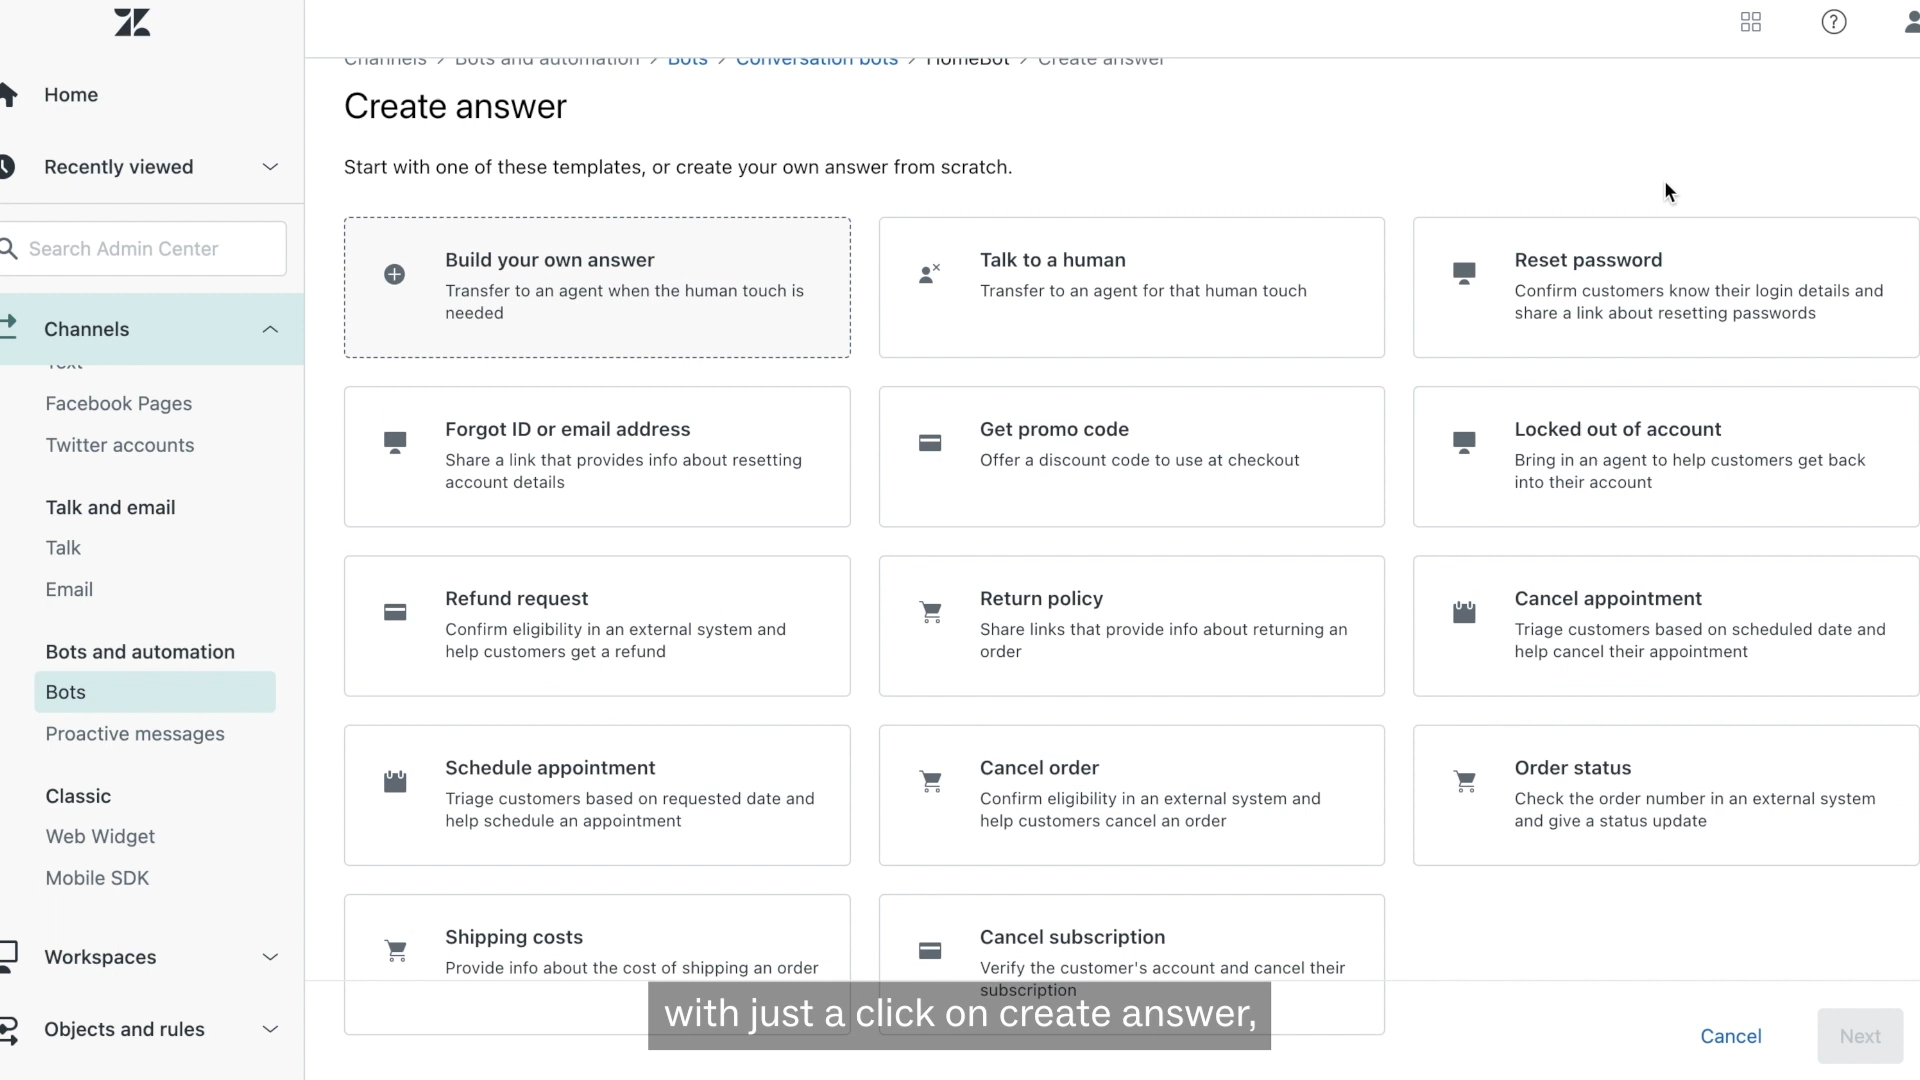 Home
Recently viewed
Search Admin Center
Channels
Text
Facebook Pages
Twitter accounts
Talk and email
Talk
Email
Bots and automation
Bots
Proactive messages
Classic
Web Widget
Mobile SDK
Workspaces
Objects and rules
Channels > Bots and automation > Bots > Conversation bots > HomeBot > Create answer
Create answer
Start with one of these templates, or create your own answer from scratch.
Build your own answer
Transfer to an agent when the human touch is
needed
Talk to a human
Transfer to an agent for that human touch
Reset password
Confirm customers know their login details and
share a link about resetting passwords
Forgot ID or email address
Share a link that provides info about resetting
account details
Get promo code
Offer a discount code to use at checkout
Locked out of account
Bring in an agent to help customers get back
into their account
Refund request
Confirm eligibility in an external system and
help customers get a refund
Return policy
Share links that provide info about returning an
order
Cancel appointment
Triage customers based on scheduled date and
help cancel their appointment
Schedule appointment
Triage customers based on requested date and
help schedule an appointment
Cancel order
Confirm eligibility in an external system and
help customers cancel an order
Order status
Check the order number in an external system
and give a status update
Shipping costs
Provide info about the cost of shipping an order
Cancel subscription
Verify the customer's account and cancel their
subscription
with just a click on create answer,
Cancel
Next